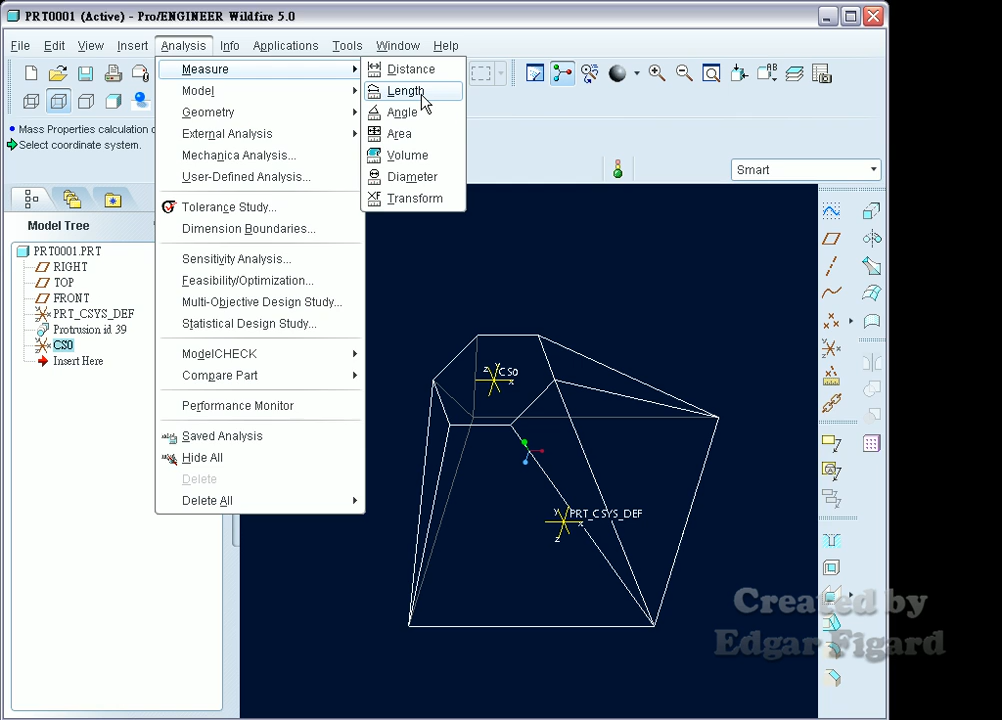 PRT0001 (Active) - Pro/ENGINEER Wildfire 5.0
File Edit View Insert Analysis Info Applications Tools Window Help
Mass Properties calculation
Select coordinate system.
Smart
Model Tree
PRT0001.PRT
RIGHT
TOP
FRONT
PRT_CSYS_DEF
Protrusion id 39
CS0
Insert Here
Measure
Model
Geometry
External Analysis
Mechanica Analysis...
User-Defined Analysis...
Tolerance Study...
Dimension Boundaries...
Sensitivity Analysis...
Feasibility/Optimization...
Multi-Objective Design Study...
Statistical Design Study...
ModelCHECK
Compare Part
Performance Monitor
Saved Analysis
Hide All
Delete
Delete All
Distance
Length
Angle
Area
Volume
Diameter
Transform
z Y CS0
x
Y PRT_CSYS_DEF
x
z
Created by
Edgar Figard